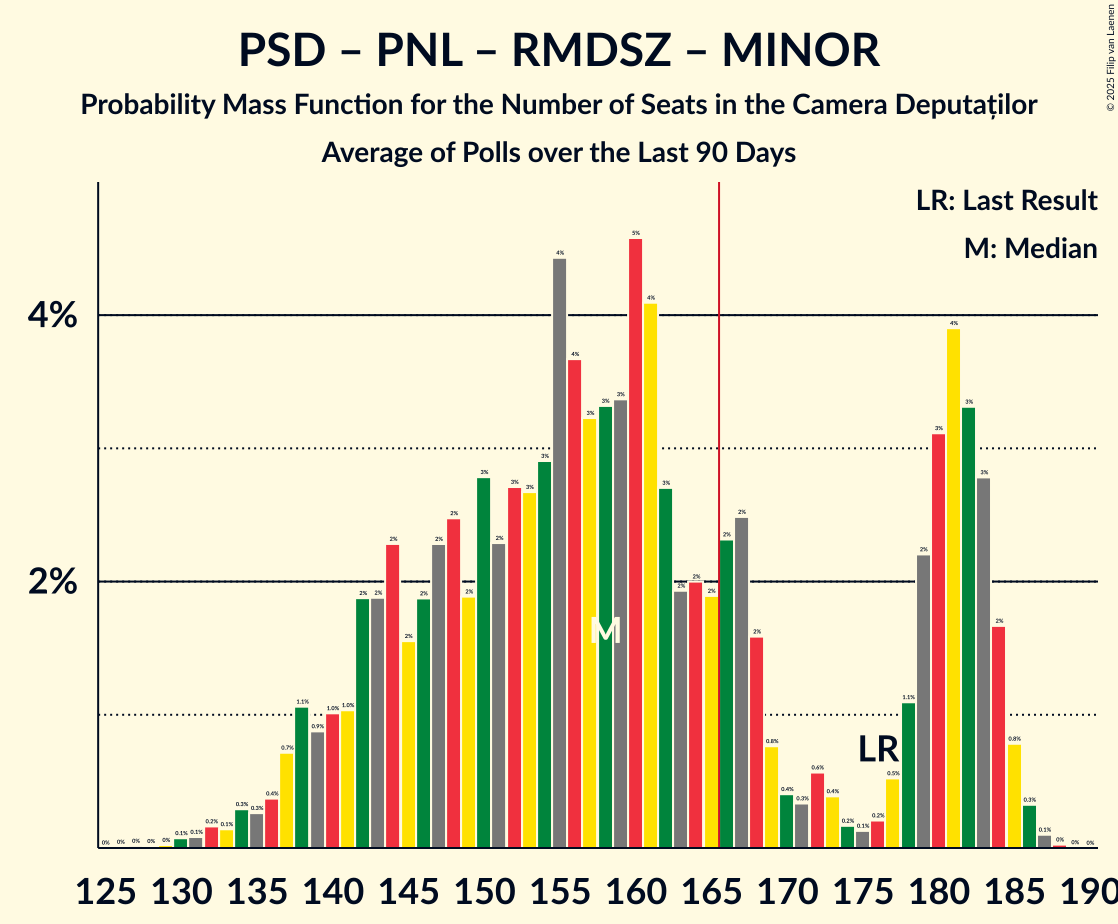 PSD – PNL – RMDSZ – MINOR
Probability Mass Function for the Number of Seats in the Camera Deputaților
Average of Polls over the Last 90 Days
© 2025 Filip van Laenen
LR: Last Result
M: Median
4%
2%
0% 0% 0% 0% 0% 0.1% 0.1% 0.2% 0.1% 0.3% 0.3% 0.4% 0.7% 1.1% 0.9% 1.0% 1.0% 2% 2% 2% 2% 2% 2% 2% 2% 3% 2% 3% 3% 3% 4% 4% 3% 3% 3% 5% 4% 3% 2% 2% 2% 2% 2% 2% 0.8% 0.4% 0.3% 0.6% 0.4% 0.2% 0.1% 0.2% 0.5% 1.1% 2% 3% 4% 3% 3% 2% 0.8% 0.3% 0.1% 0% 0% 0%
M
LR
125 130 135 140 145 150 155 160 165 170 175 180 185 190